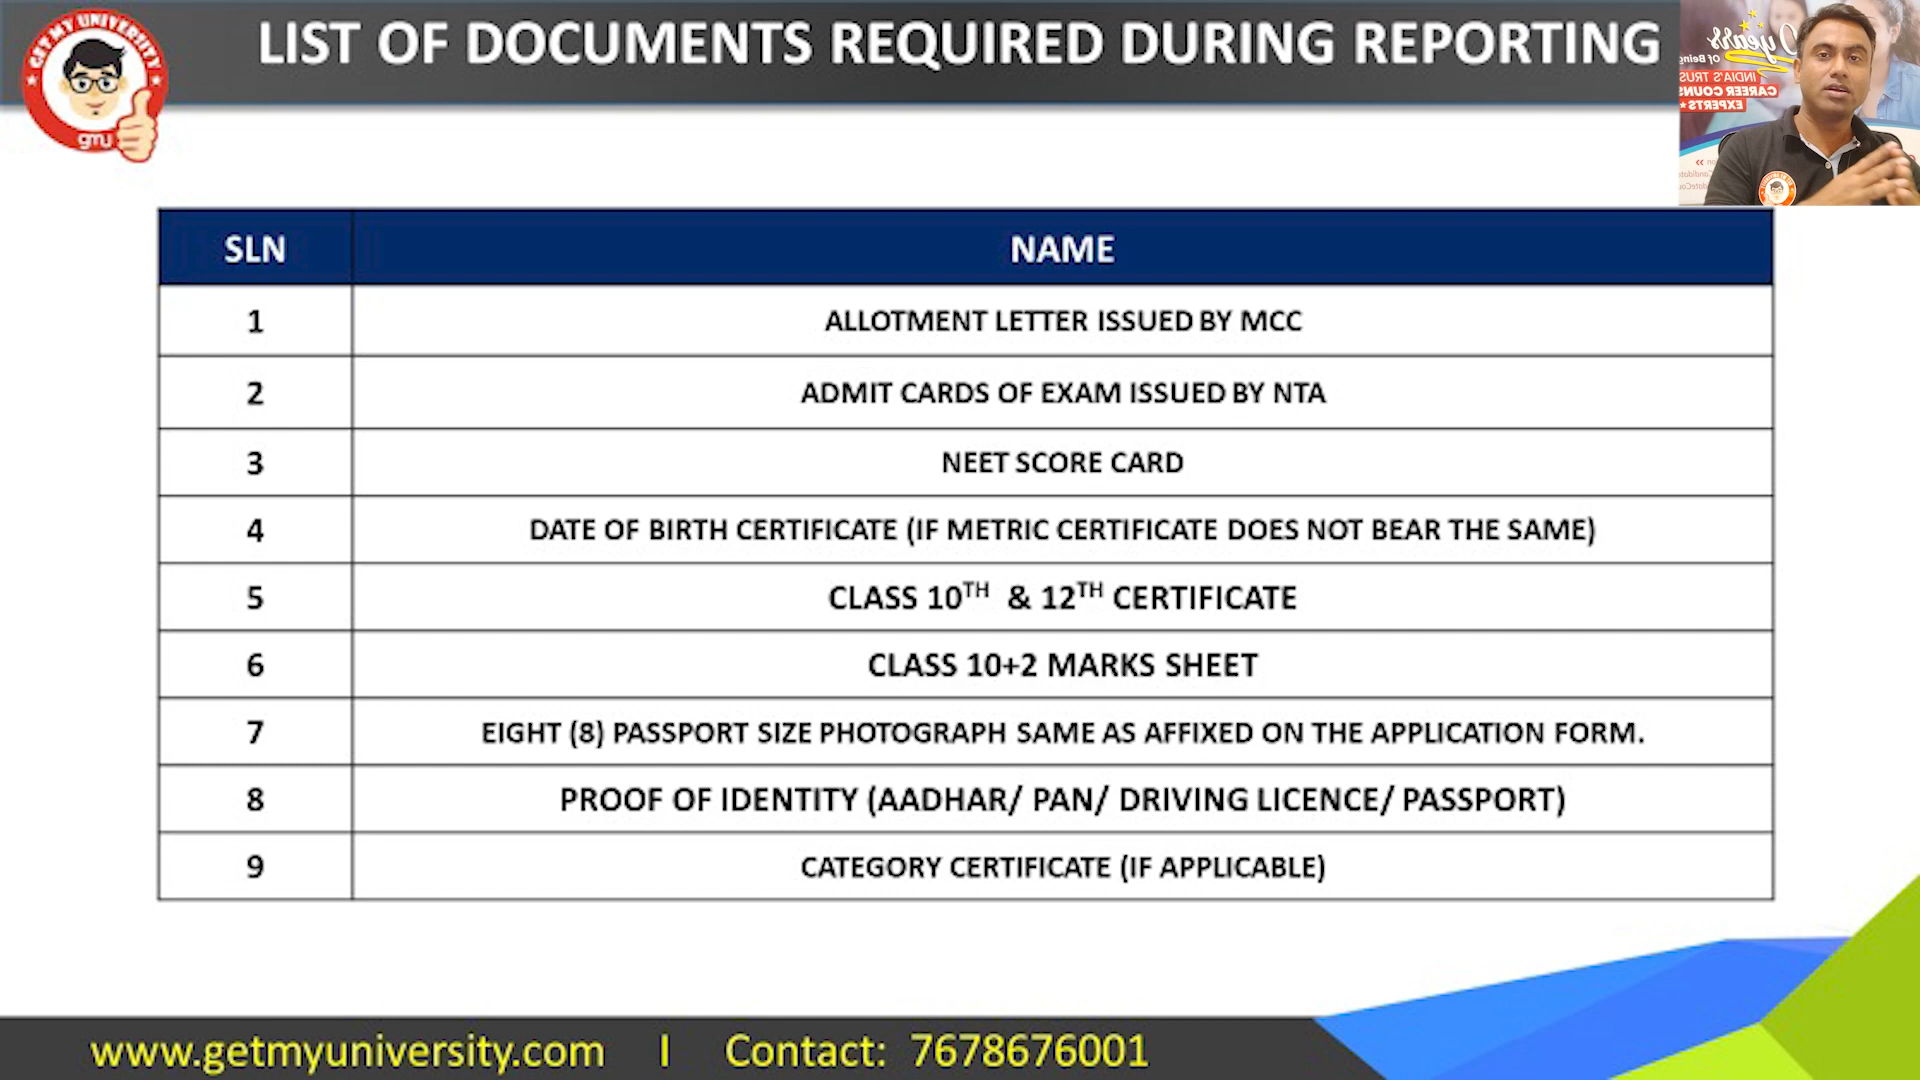 GET MY UNIVERSITY
gmu
LIST OF DOCUMENTS REQUIRED DURING REPORTING
years
Of Being
INDIA'S
CAREER
EXPERTS
SLN NAME
1 ALLOTMENT LETTER ISSUED BY MCC
2 ADMIT CARDS OF EXAM ISSUED BY NTA
3 NEET SCORE CARD
4 DATE OF BIRTH CERTIFICATE (IF METRIC CERTIFICATE DOES NOT BEAR THE SAME)
5 CLASS 10TH & 12TH CERTIFICATE
6 CLASS 10+2 MARKS SHEET
7 EIGHT (8) PASSPORT SIZE PHOTOGRAPH SAME AS AFFIXED ON THE APPLICATION FORM.
8 PROOF OF IDENTITY (AADHAR/ PAN/ DRIVING LICENCE/ PASSPORT)
9 CATEGORY CERTIFICATE (IF APPLICABLE)
www.getmyuniversity.com I Contact: 7678676001